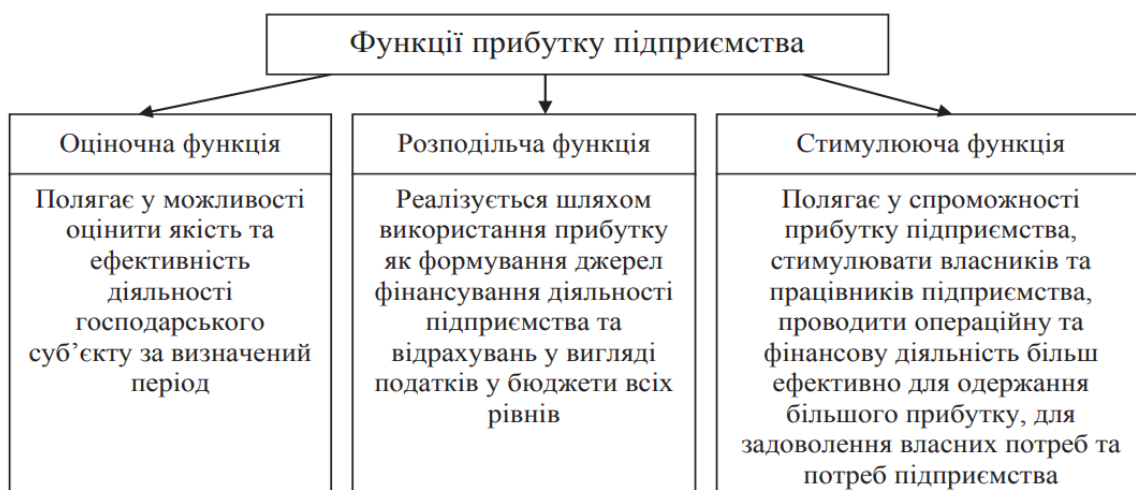 Функції прибутку підприємства
Оціночна функція
Полягає у можливості
оцінити якість та
ефективність
діяльності
господарського
суб’єкту за визначений
період
Розподільча функція
Реалізується шляхом
використання прибутку
як формування джерел
фінансування діяльності
підприємства та
відрахувань у вигляді
податків у бюджети всіх
рівнів
Стимулююча функція
Полягає у спроможності
прибутку підприємства,
стимулювати власників та
працівників підприємства,
проводити операційну та
фінансову діяльність більш
ефективно для одержання
більшого прибутку, для
задоволення власних потреб та
потреб підприємства